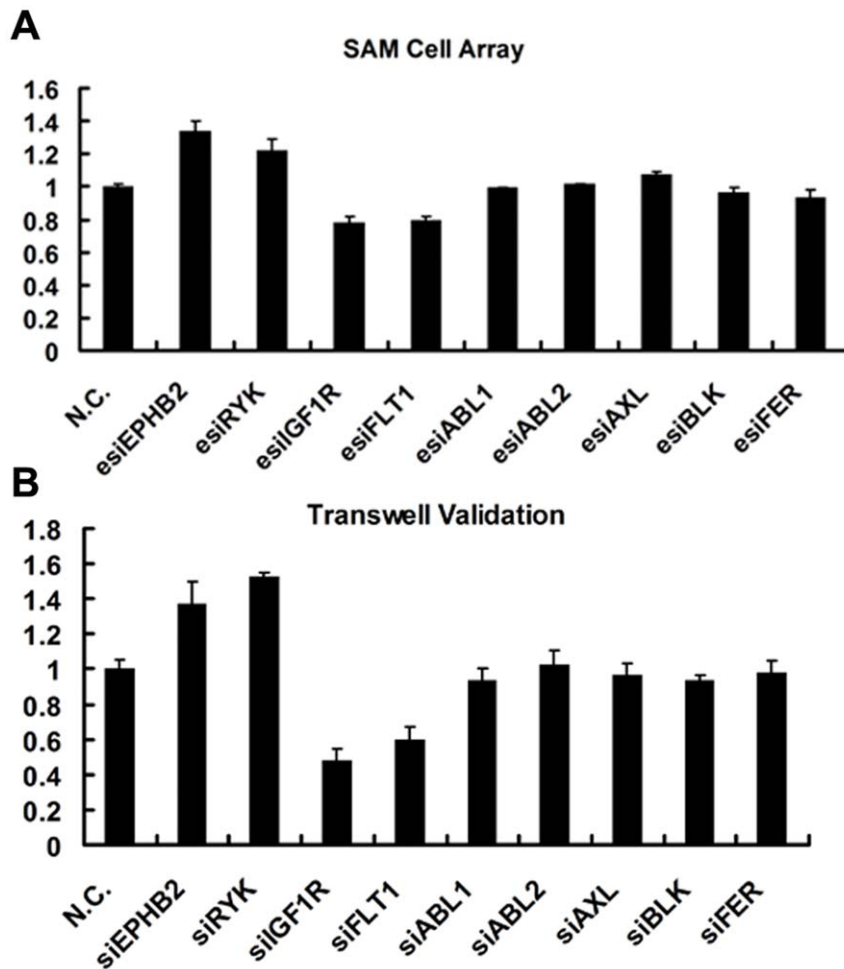 A
SAM Cell Array
1.6
1.4
1.2
1
0.8
0.6
0.4
0.2
0
N.C.
esiEPHB2
esiRYK
esiIGF1R
esiFLT1
esiABL1
esiABL2
esiAXL
esiBLK
esiFER
B
Transwell Validation
1.8
1.6
1.4
1.2
1
0.8
0.6
0.4
0.2
0
N.C.
siEPHB2
siRYK
siIGF1R
siFLT1
siABL1
siABL2
siAXL
siBLK
siFER